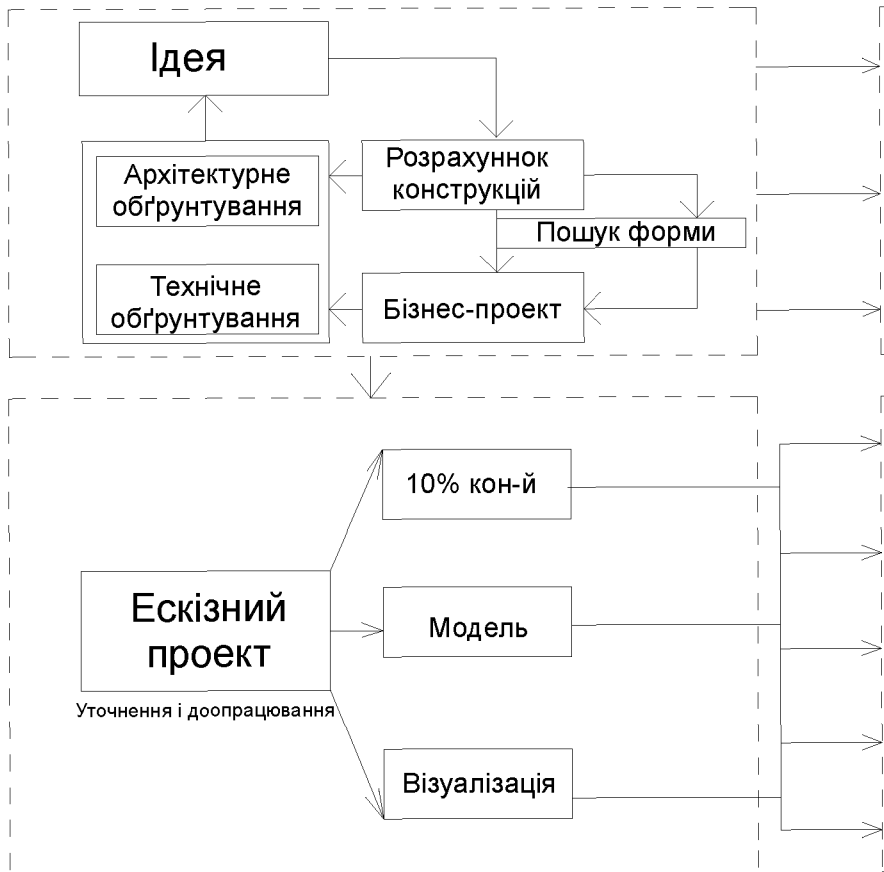 Ідея
Архітектурне
обґрунтування
Розрахуннок
конструкцій
Пошук форми
Технічне
обґрунтування
Бізнес-проект
10% кон-й
Ескізний
проект
Уточнення і доопрацювання
Модель
Візуалізація